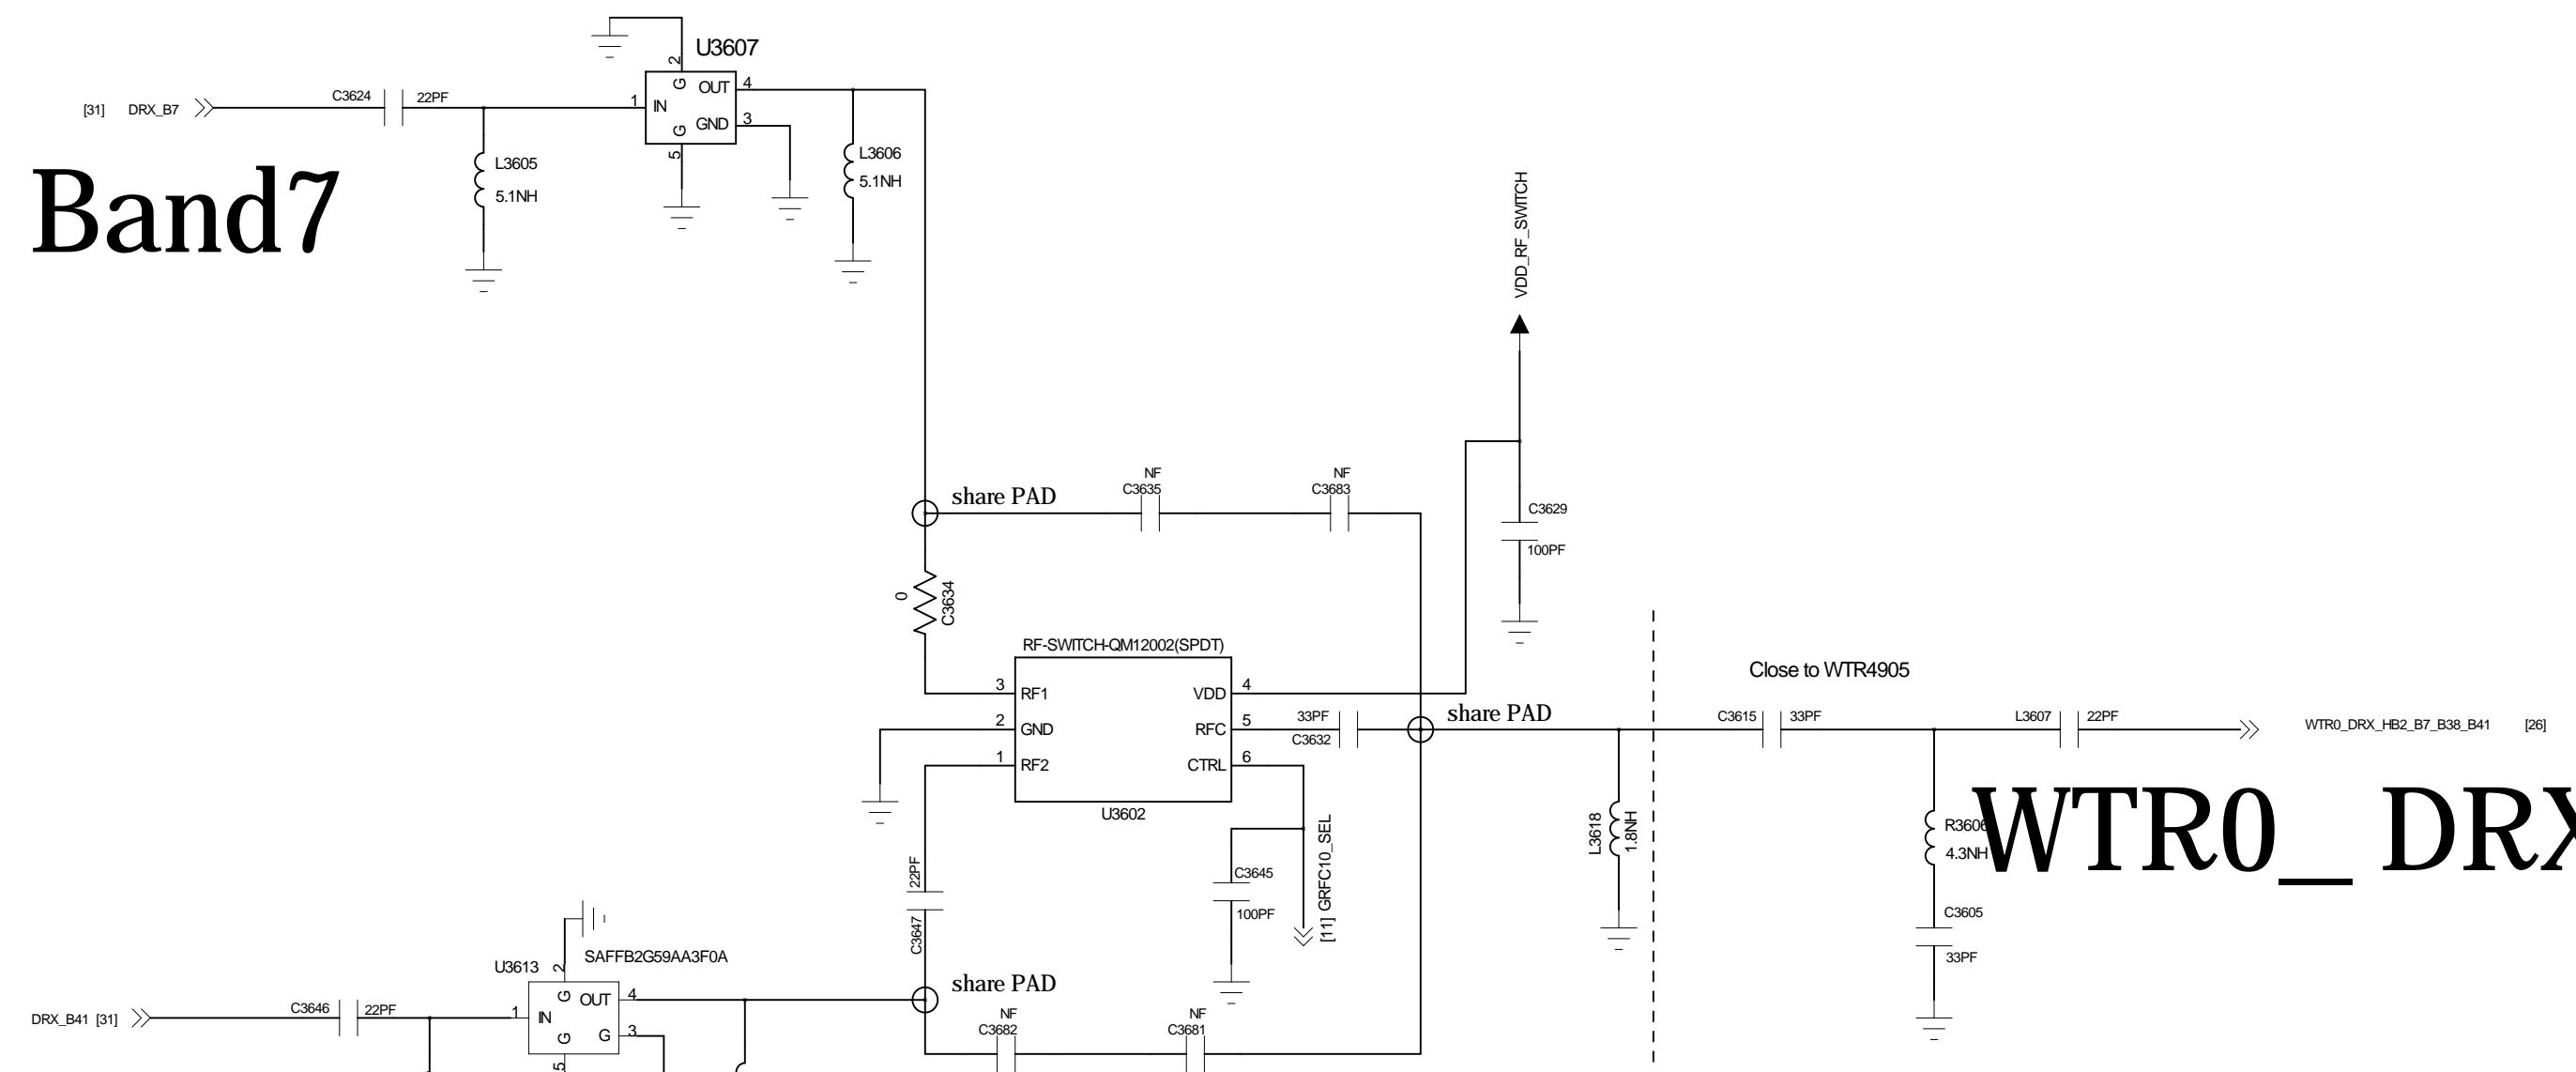 U3607
2
G
OUT
4
1
IN
G
GND
3
5
[31]
DRX_B7
C3624
22PF
L3605
5.1NH
L3606
5.1NH
Band7
VDD_RF_SWITCH
share PAD
NF
C3635
NF
C3683
C3629
100PF
0
C3634
RF-SWITCH-QM12002(SPDT)
3
RF1
VDD
4
2
GND
RFC
5
1
RF2
CTRL
6
U3602
33PF
C3632
share PAD
Close to WTR4905
C3615
33PF
L3607
22PF
WTR0_DRX_HB2_B7_B38_B41
[26]
L3618
1.8NH
R3606
4.3NH
WTR0_ DRX
C3605
33PF
C3645
100PF
[11] GRFC10_SEL
22PF
C3647
share PAD
SAFFB2G59AA3F0A
U3613
2
G
OUT
4
1
IN
G
G
3
5
DRX_B41 [31]
C3646
22PF
NF
C3682
NF
C3681